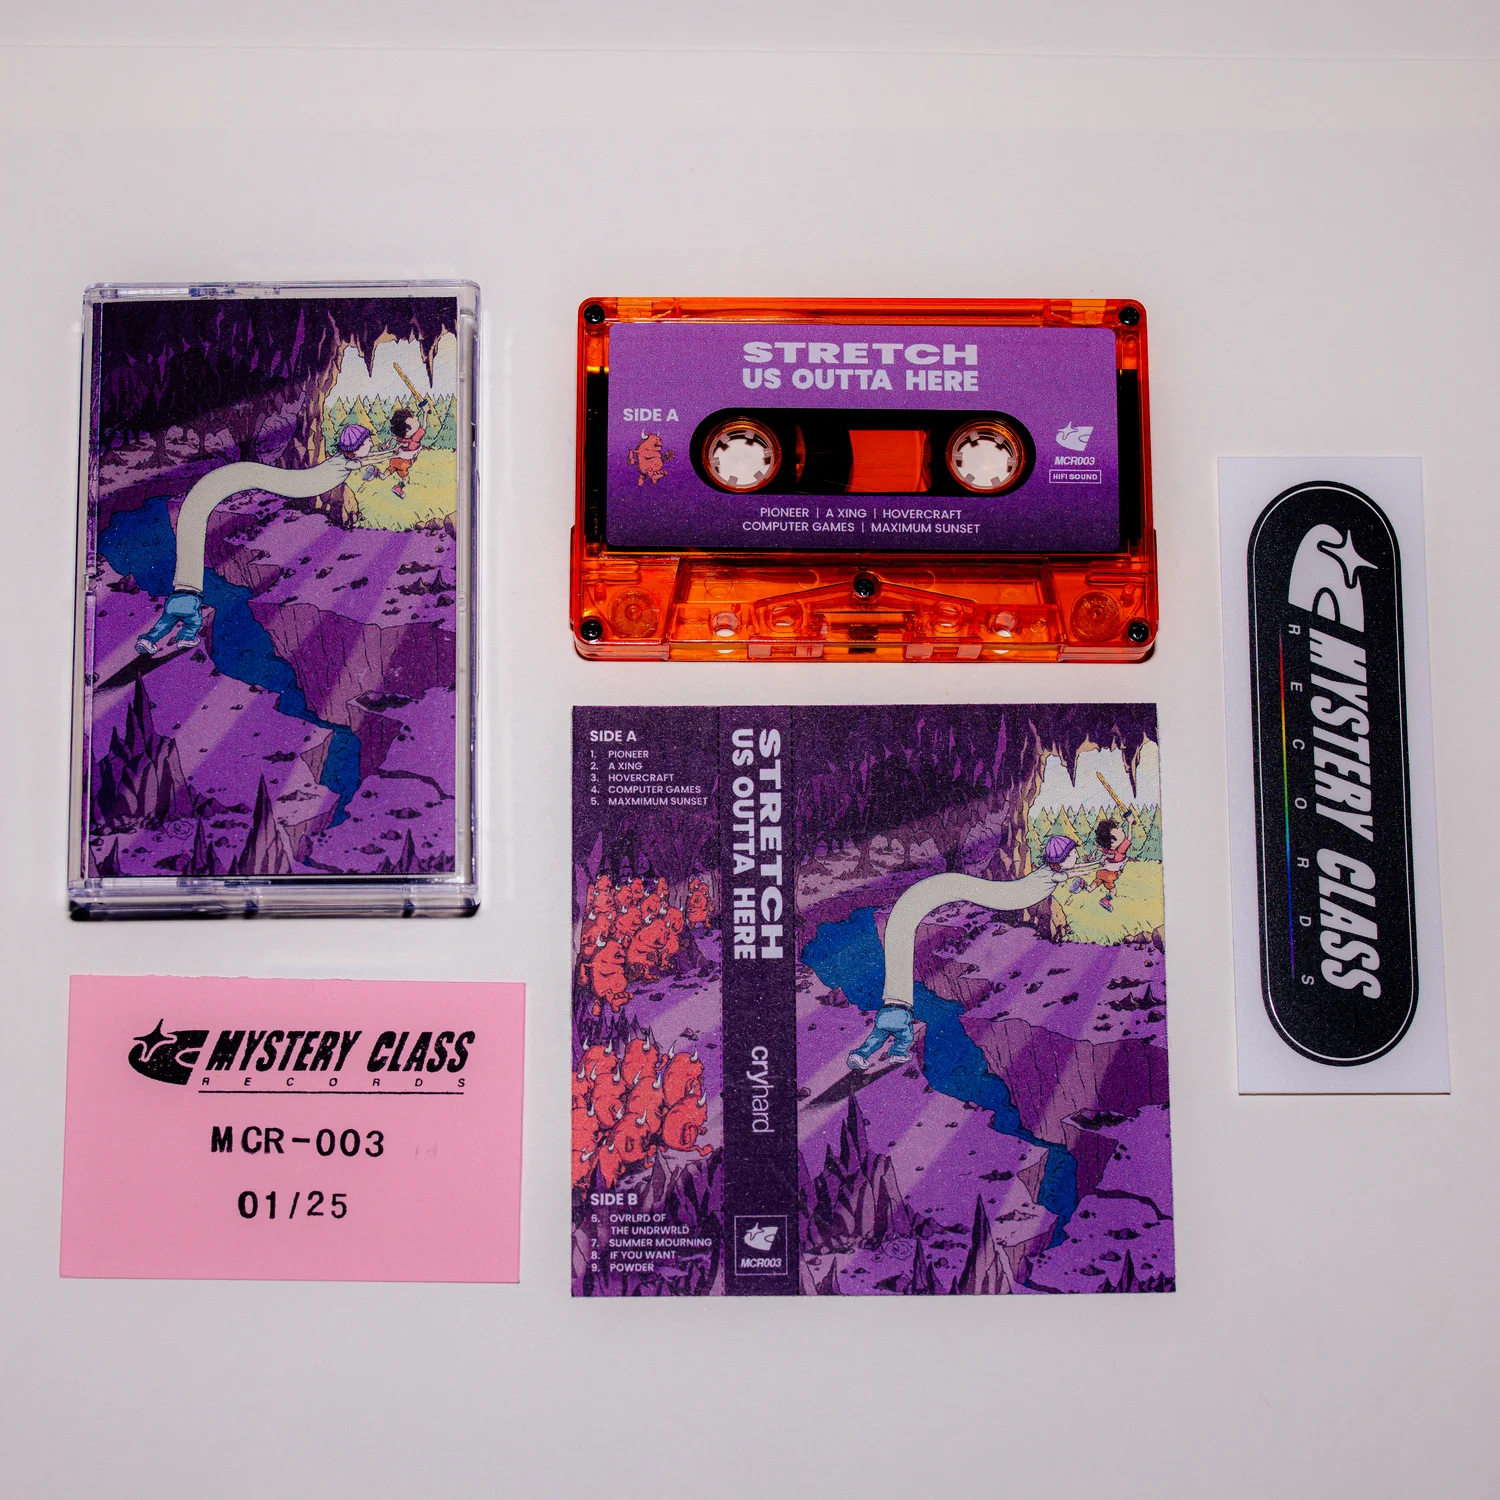 STRETCH
US OUTTA HERE
SIDE A
MCR003
HIFI SOUND
PIONEER | A XING | HOVERCRAFT
COMPUTER GAMES | MAXIMUM SUNSET
MYSTERY CLASS
RECORDS
MCR-003
01/25
SIDE A
1. PIONEER
2. A XING
3. HOVERCRAFT
4. COMPUTER GAMES
5. MAXMIMUM SUNSET
SIDE B
6. OVRLRD OF
THE UNDRWRLD
7. SUMMER MOURNING
8. IF YOU WANT
9. POWDER
STRETCH
US OUTTA HERE
cryhard
MCR003
MYSTERY CLASS
RECORDS